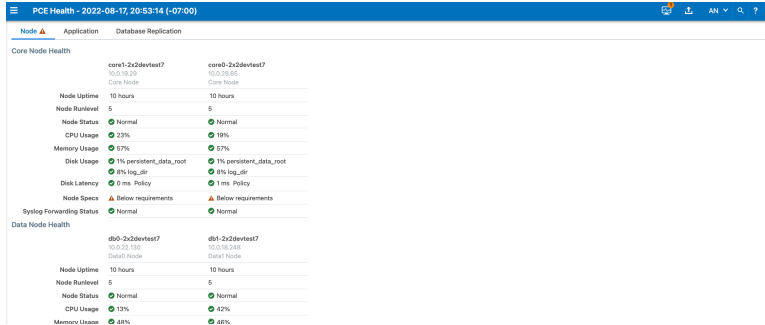 PCE Health - 2022-08-17, 20:53:14 (-07:00)
1
AN
?
Node
Application
Database Replication
Core Node Health
core1-2x2devtest7 core0-2x2devtest7
10.0.19.29 10.0.28.65
Core Node Core Node
Node Uptime 10 hours 10 hours
Node Runlevel 5 5
Node Status Normal Normal
CPU Usage 23% 19%
Memory Usage 57% 57%
Disk Usage 1% persistent_data_root 1% persistent_data_root
8% log_dir 8% log_dir
Disk Latency 0 ms Policy 1 ms Policy
Node Specs Below requirements Below requirements
Syslog Forwarding Status Normal Normal
Data Node Health
db0-2x2devtest7 db1-2x2devtest7
10.0.22.130 10.0.18.248
Data0 Node Data1 Node
Node Uptime 10 hours 10 hours
Node Runlevel 5 5
Node Status Normal Normal
CPU Usage 13% 42%
Memory Usage 48% 46%